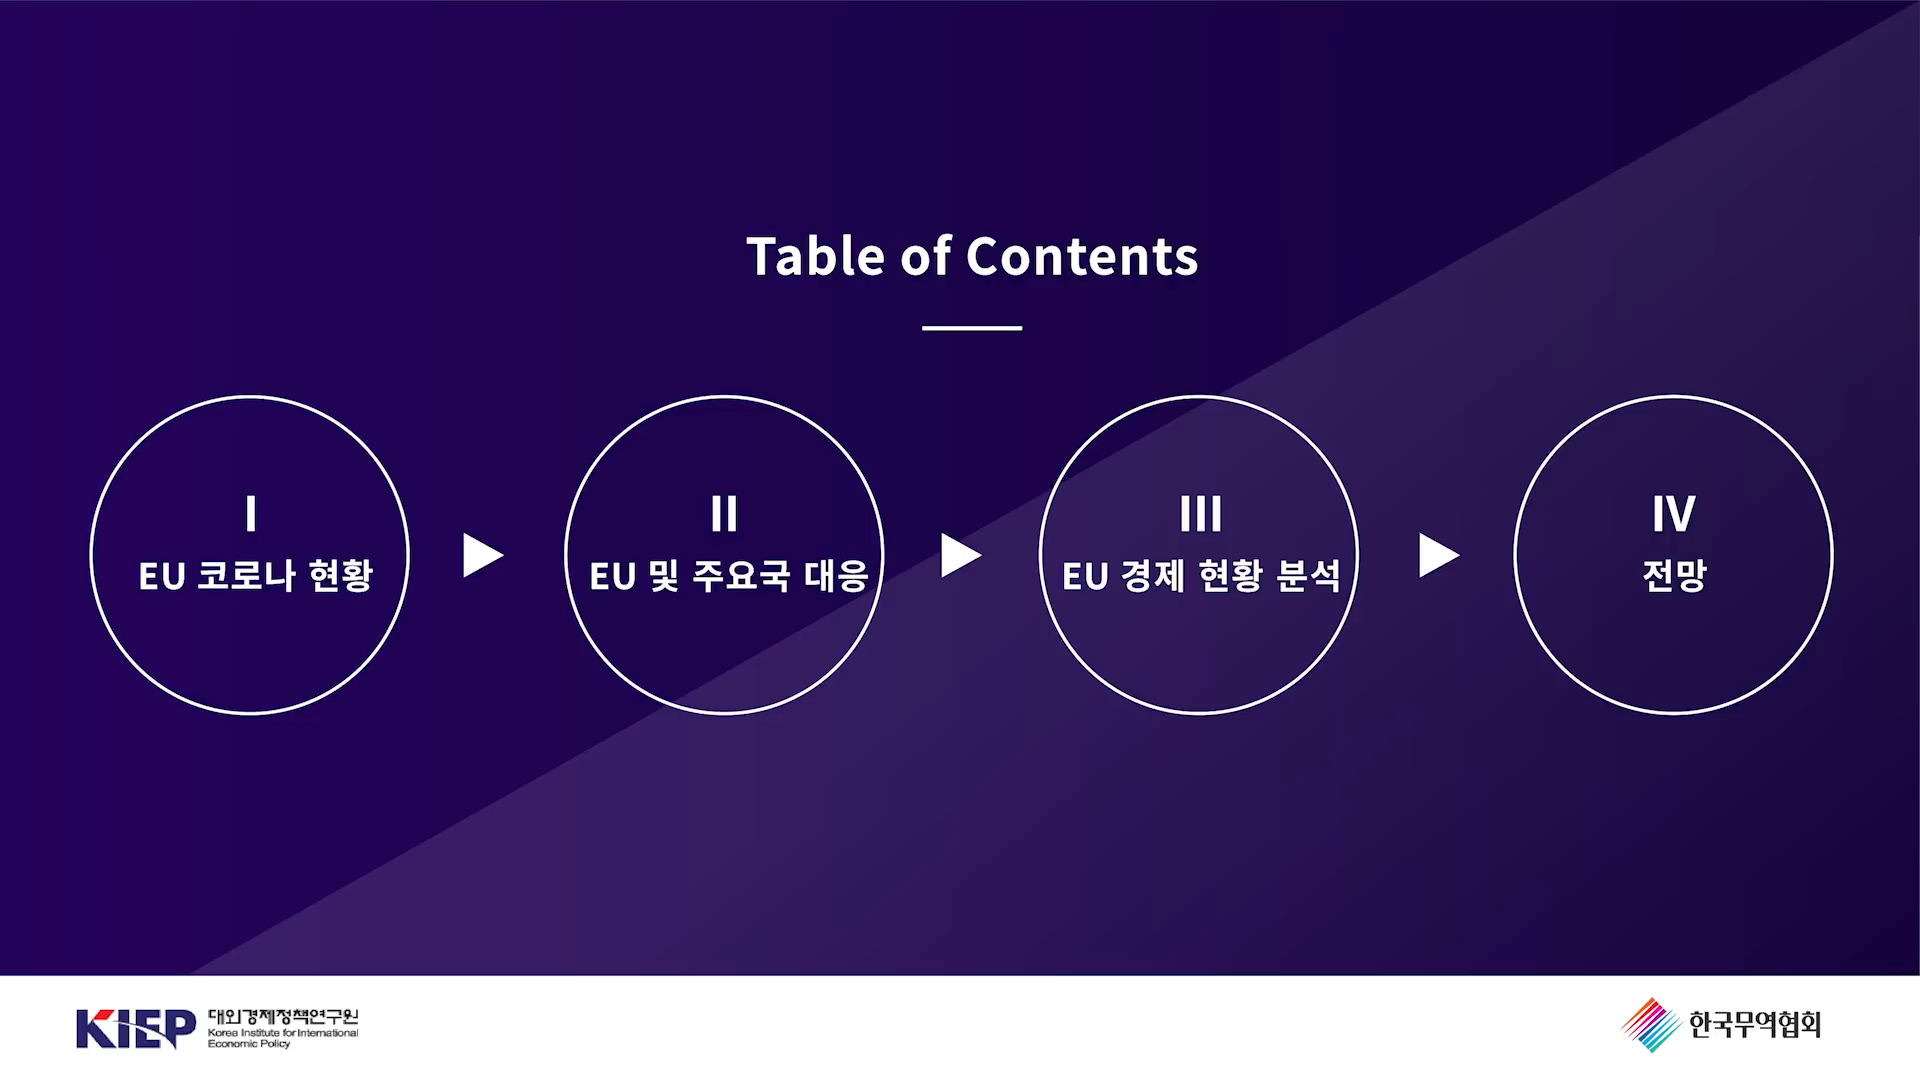 Table of Contents
I
EU 코로나 현황
II
EU 및 주요국 대응
III
EU 경제 현황 분석
IV
전망
KIEP
대외경제정책연구원
Korea Institute for International
Economic Policy
한국무역협회